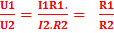 U1/U2 = I1R1./I2.R2 = R1/R2